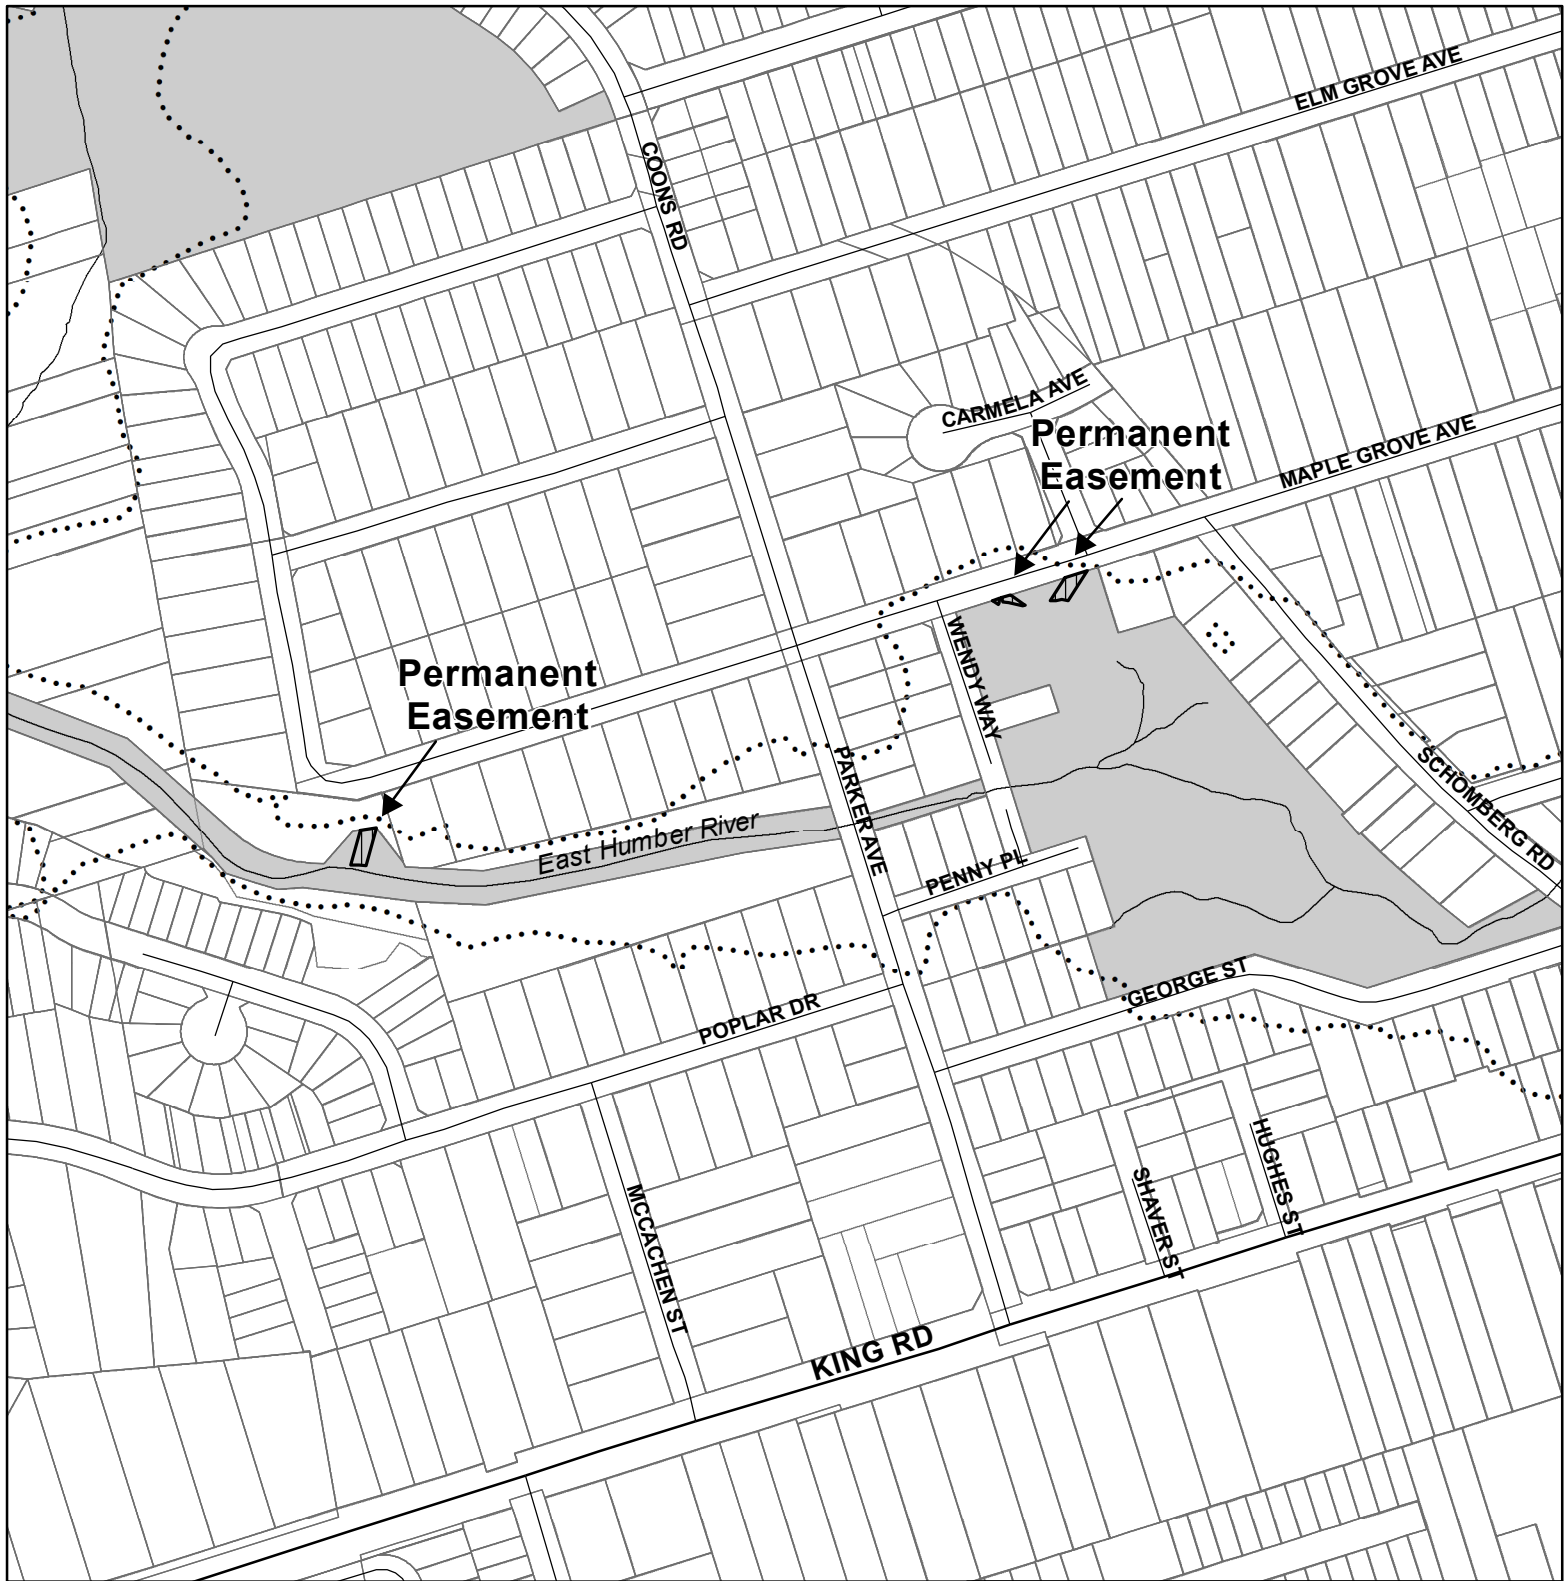 ELM GROVE AVE
COONS RD
CARMELA AVE
Permanent
Easement
MAPLE GROVE AVE
WENDY WAY
Permanent
Easement
PARKER AVE
SCHOMBERG RD
East Humber River
PENNY PL
GEORGE ST
POPLAR DR
HUGHES ST
SHAVER ST
MCCACHEN ST
KING RD